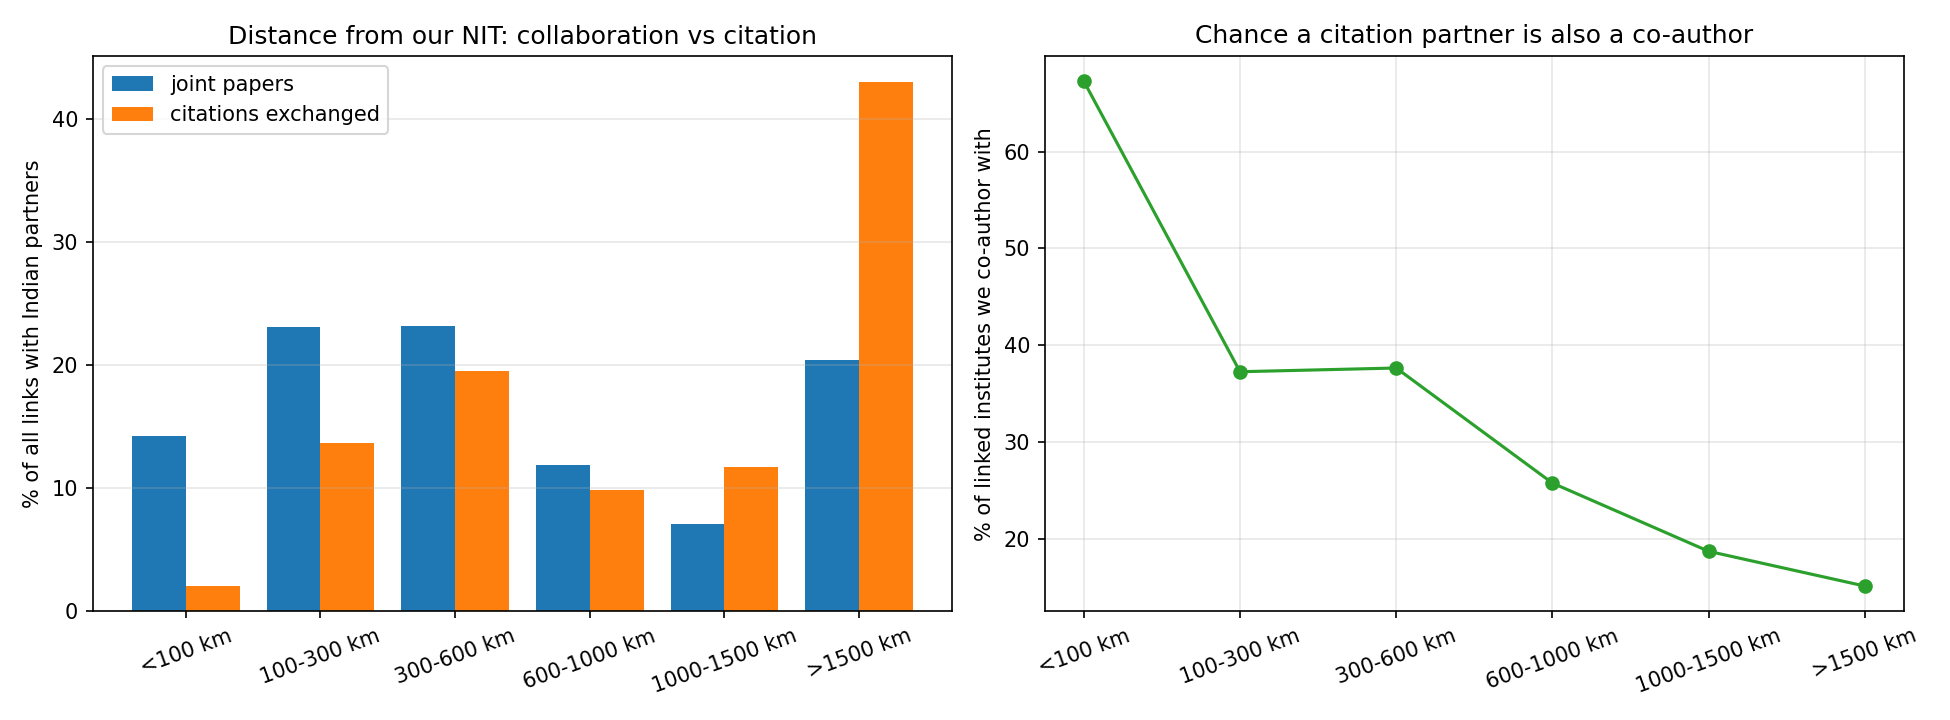 Distance from our NIT: collaboration vs citation
joint papers
citations exchanged
% of all links with Indian partners
40
30
20
10
0
<100 km
100-300 km
300-600 km
600-1000 km
1000-1500 km
>1500 km
Chance a citation partner is also a co-author
% of linked institutes we co-author with
60
50
40
30
20
<100 km
100-300 km
300-600 km
600-1000 km
1000-1500 km
>1500 km